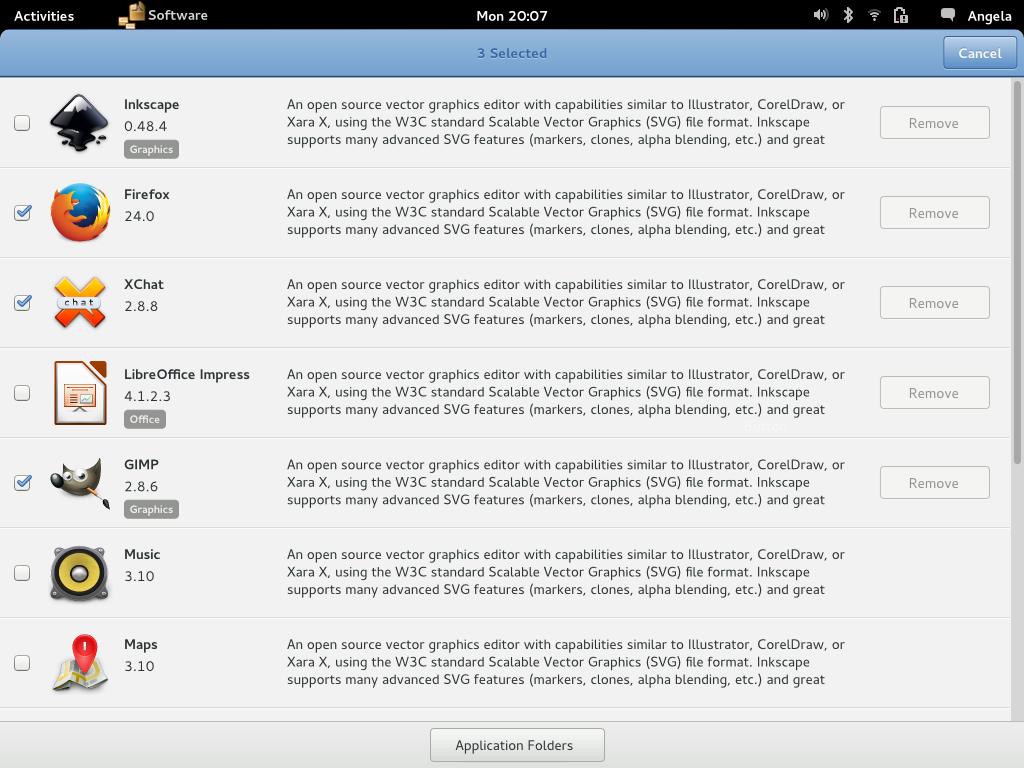 Activities
Software
Mon 20:07
Angela
3 Selected
Cancel
Inkscape
0.48.4
Graphics
An open source vector graphics editor with capabilities similar to Illustrator, CorelDraw, or
Xara X, using the W3C standard Scalable Vector Graphics (SVG) file format. Inkscape
supports many advanced SVG features (markers, clones, alpha blending, etc.) and great
Remove
Firefox
24.0
An open source vector graphics editor with capabilities similar to Illustrator, CorelDraw, or
Xara X, using the W3C standard Scalable Vector Graphics (SVG) file format. Inkscape
supports many advanced SVG features (markers, clones, alpha blending, etc.) and great
Remove
chat
XChat
2.8.8
An open source vector graphics editor with capabilities similar to Illustrator, CorelDraw, or
Xara X, using the W3C standard Scalable Vector Graphics (SVG) file format. Inkscape
supports many advanced SVG features (markers, clones, alpha blending, etc.) and great
Remove
LibreOffice Impress
4.1.2.3
Office
An open source vector graphics editor with capabilities similar to Illustrator, CorelDraw, or
Xara X, using the W3C standard Scalable Vector Graphics (SVG) file format. Inkscape
supports many advanced SVG features (markers, clones, alpha blending, etc.) and great
Remove
Button
GIMP
2.8.6
Graphics
An open source vector graphics editor with capabilities similar to Illustrator, CorelDraw, or
Xara X, using the W3C standard Scalable Vector Graphics (SVG) file format. Inkscape
supports many advanced SVG features (markers, clones, alpha blending, etc.) and great
Remove
Music
3.10
An open source vector graphics editor with capabilities similar to Illustrator, CorelDraw, or
Xara X, using the W3C standard Scalable Vector Graphics (SVG) file format. Inkscape
supports many advanced SVG features (markers, clones, alpha blending, etc.) and great
Maps
3.10
An open source vector graphics editor with capabilities similar to Illustrator, CorelDraw, or
Xara X, using the W3C standard Scalable Vector Graphics (SVG) file format. Inkscape
supports many advanced SVG features (markers, clones, alpha blending, etc.) and great
Application Folders